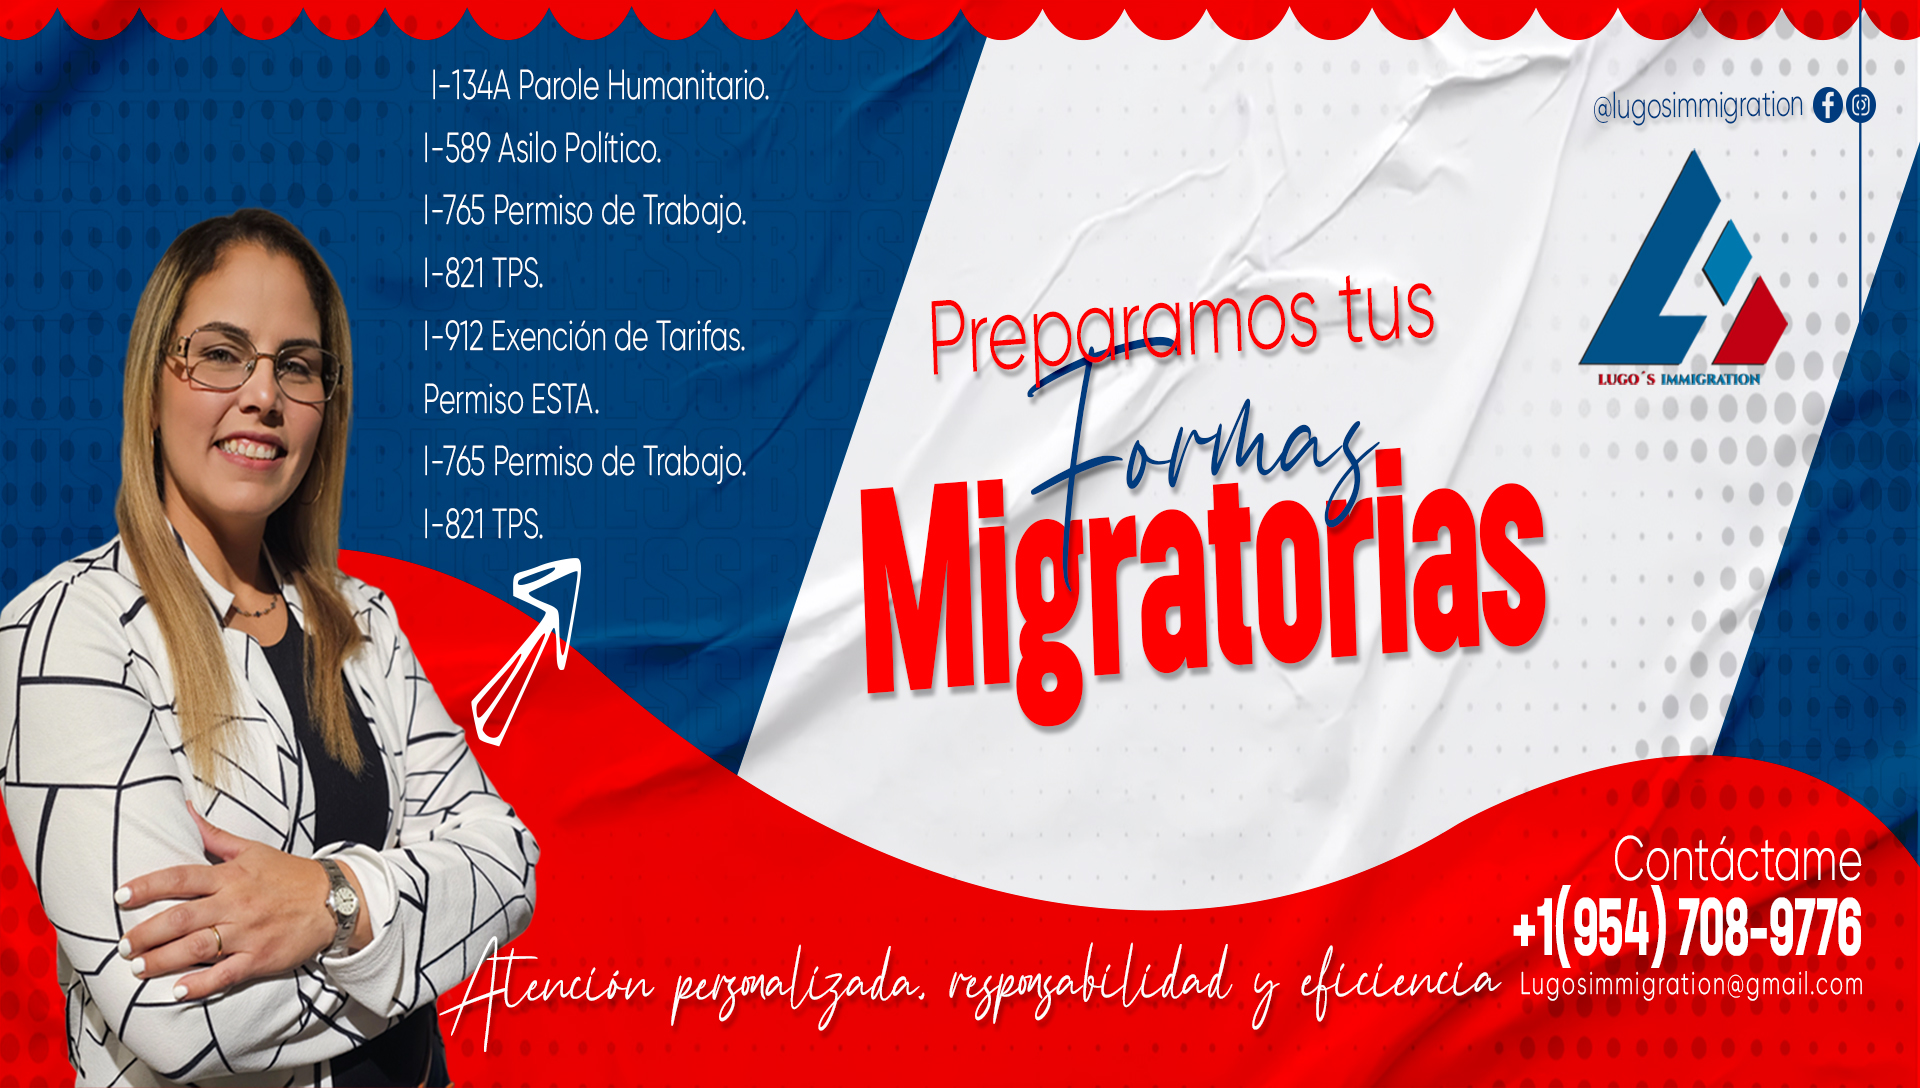 I-134A Parole Humanitario.
I-589 Asilo Político.
I-765 Permiso de Trabajo.
I-821 TPS.
I-912 Exención de Tarifas.
Permiso ESTA.
I-765 Permiso de Trabajo.
I-821 TPS.
@lugosimmigration
LUGO´S IMMIGRATION
Preparamos tus
Formas
Migratorias
Contáctame
+1(954) 708-9776
Lugosimmigration@gmail.com
Atención personalizada, responsabilidad y eficiencia